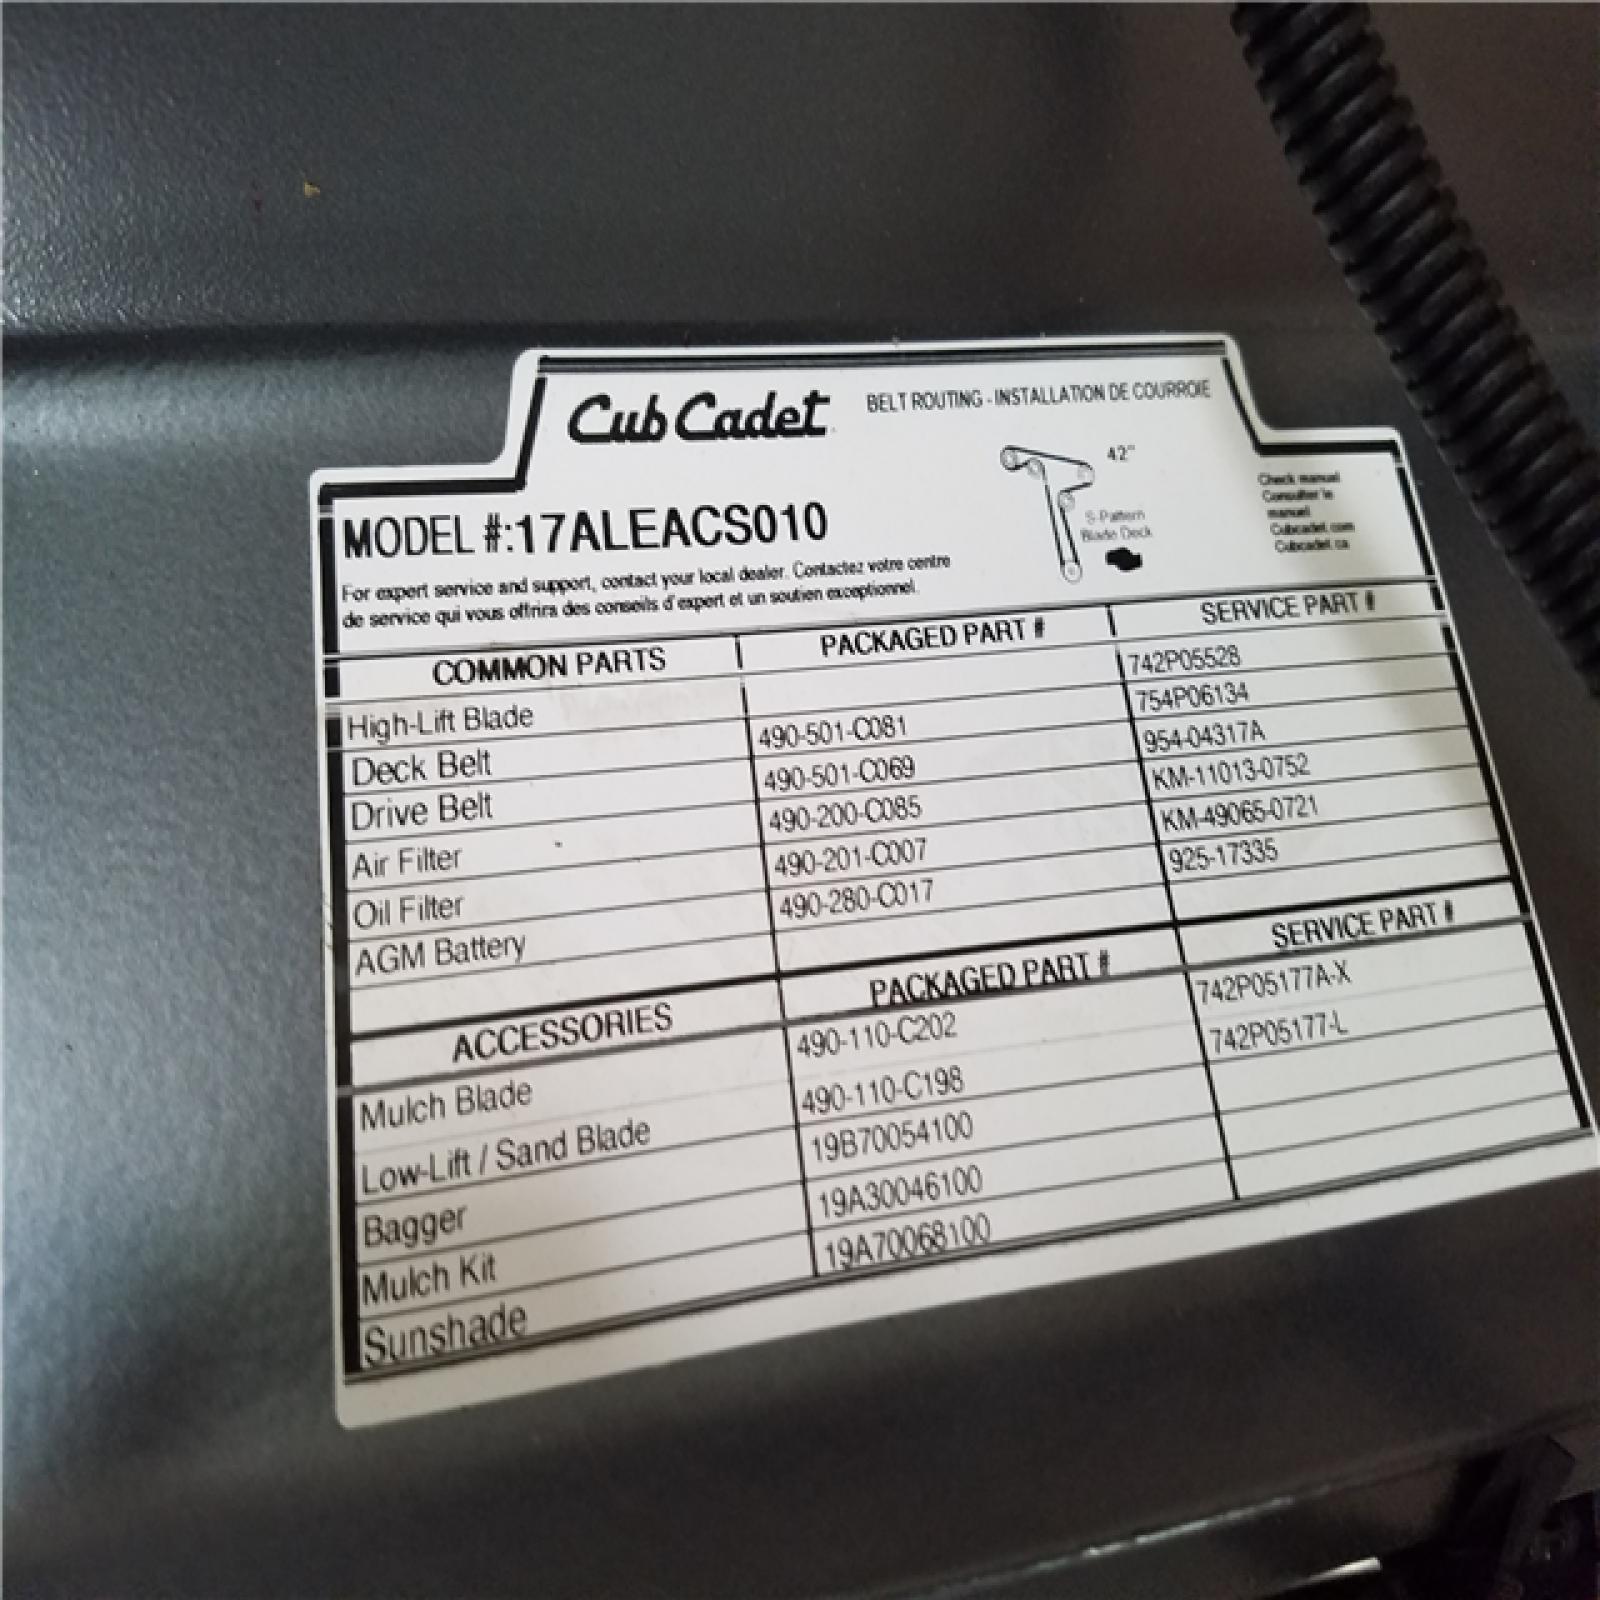 Cub Cadet
BELT ROUTING - INSTALLATION DE COURROIE
42"
S-Pattern
Blade Deck
Check manual
Consulter le
manuel
Cubcadet.com
Cubcadet.ca
MODEL #:17ALEACS010
For expert service and support, contact your local dealer. Contactez votre centre
de service qui vous offrira des conseils d'expert et un soutien exceptionnel.
COMMON PARTS PACKAGED PART # SERVICE PART #
High-Lift Blade 742P05528
Deck Belt 490-501-C081 754P06134
Drive Belt 490-501-C069 954-04317A
Air Filter 490-200-C085 KM-11013-0752
Oil Filter 490-201-C007 KM-49065-0721
AGM Battery 490-280-C017 925-17335
ACCESSORIES PACKAGED PART # SERVICE PART #
Mulch Blade 490-110-C202 742P05177A-X
Low-Lift / Sand Blade 490-110-C198 742P05177-L
Bagger 19B70054100
Mulch Kit 19A30046100
Sunshade 19A70068100